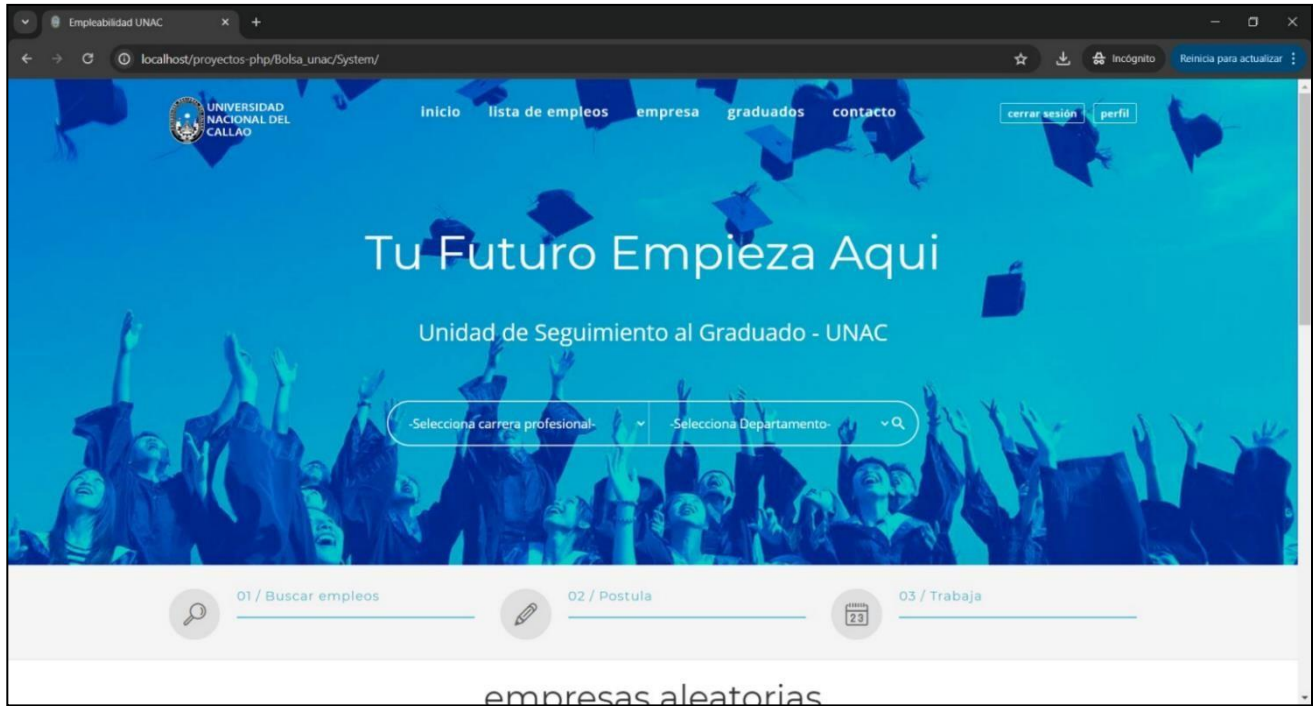 Empleabilidad UNAC
localhost/proyectos-php/Bolsa_unac/System/
Incógnito
Reinicia para actualizar
UNIVERSIDAD
NACIONAL DEL
CALLAO
inicio lista de empleos empresa graduados contacto
cerrar sesión perfil
Tu Futuro Empieza Aqui
Unidad de Seguimiento al Graduado - UNAC
-Selecciona carrera profesional- -Selecciona Departamento-
01 / Buscar empleos
02 / Postula
03 / Trabaja
23
empresas aleatorias